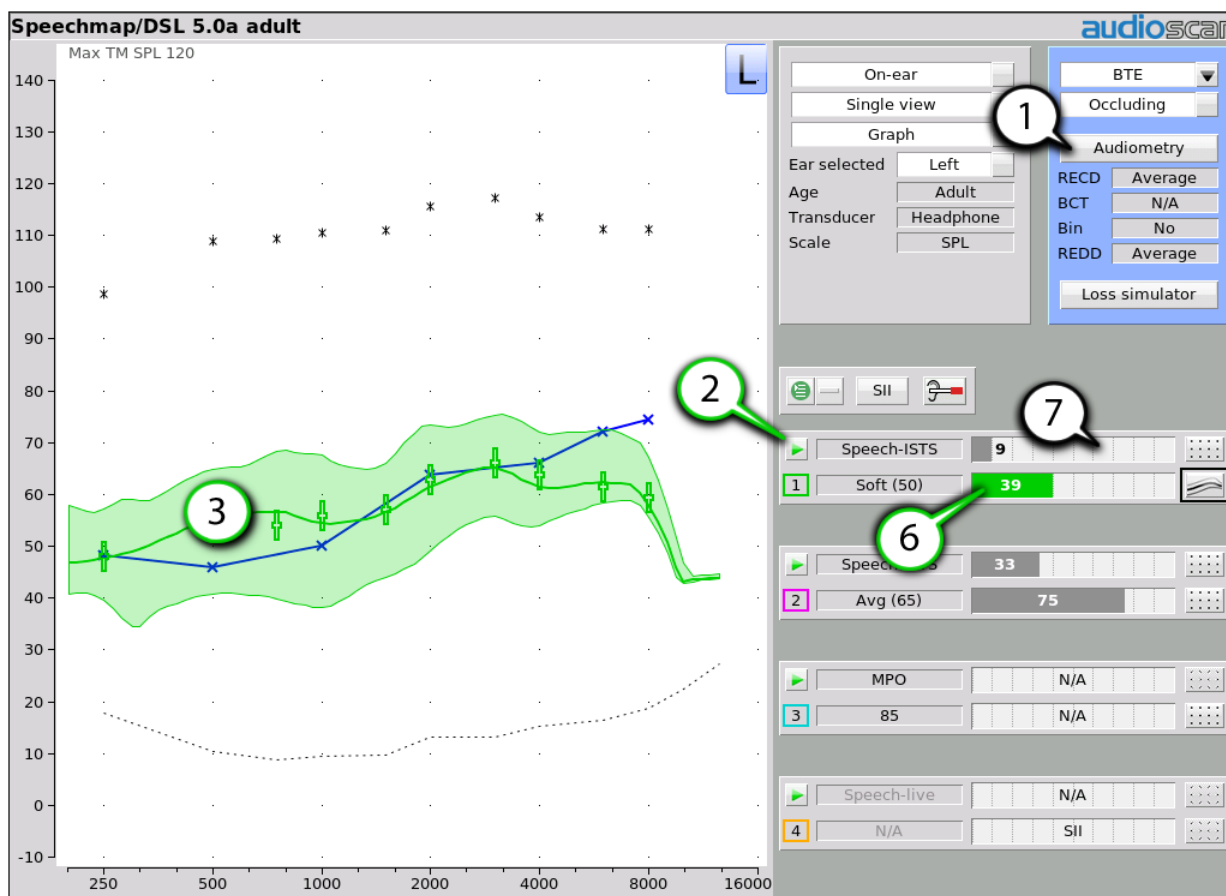 Speechmap/DSL 5.0a adult
audioscan
Max TM SPL 120
L
140
130
120
110
100
90
80
70
60
50
40
30
20
10
0
-10
250 500 1000 2000 4000 8000 16000
3
On-ear
Single view
Graph
Ear selected Left
Age Adult
Transducer Headphone
Scale SPL
BTE
Occluding
1
Audiometry
RECD Average
BCT N/A
Bin No
REDD Average
Loss simulator
SII
2
7
Speech-ISTS 9
1 Soft (50) 39
6
33
2 Avg (65) 75
MPO N/A
3 85 N/A
Speech-live N/A
4 N/A SII